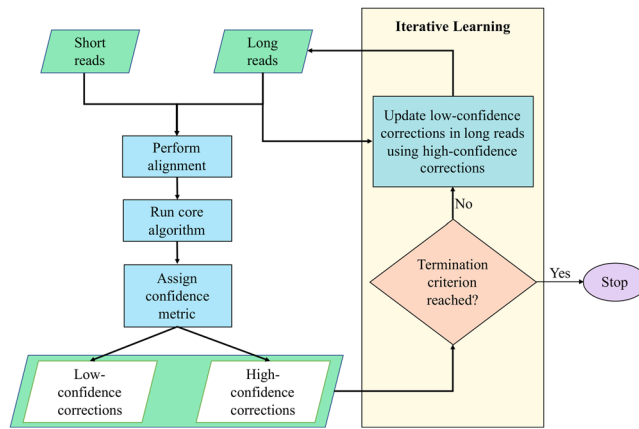 Short
reads
Long
reads
Iterative Learning
Perform
alignment
Update low-confidence
corrections in long reads
using high-confidence
corrections
Run core
algorithm
No
Assign
confidence
metric
Termination
criterion
reached?
Yes
Stop
Low-
confidence
corrections
High-
confidence
corrections